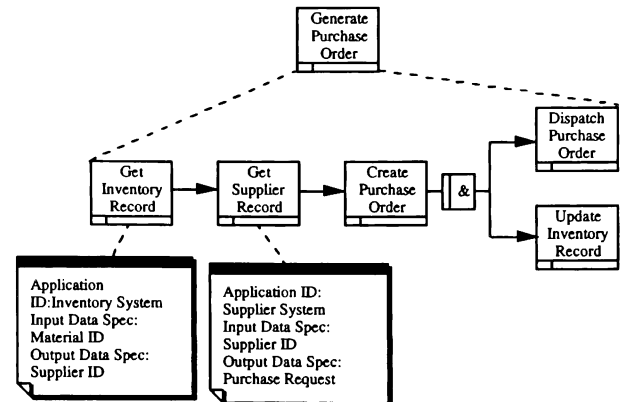 Generate
Purchase
Order
Dispatch
Purchase
Order
Get
Inventory
Record
Get
Supplier
Record
Create
Purchase
Order
&
Update
Inventory
Record
Application
ID:Inventory System
Input Data Spec:
Material ID
Output Data Spec:
Supplier ID
Application ID:
Supplier System
Input Data Spec:
Supplier ID
Output Data Spec:
Purchase Request